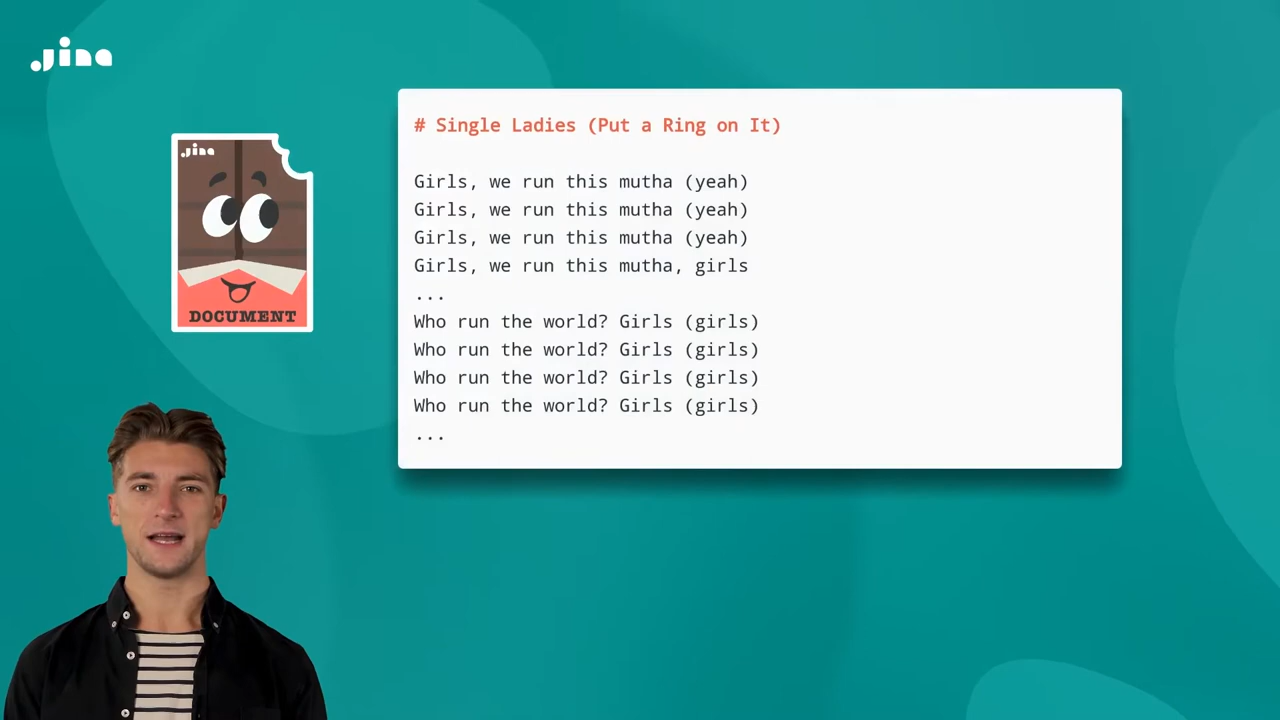 Jina
# Single Ladies (Put a Ring on It)
Girls, we run this mutha (yeah)
Girls, we run this mutha (yeah)
Girls, we run this mutha (yeah)
Girls, we run this mutha, girls
...
Who run the world? Girls (girls)
Who run the world? Girls (girls)
Who run the world? Girls (girls)
Who run the world? Girls (girls)
...
Jina
DOCUMENT